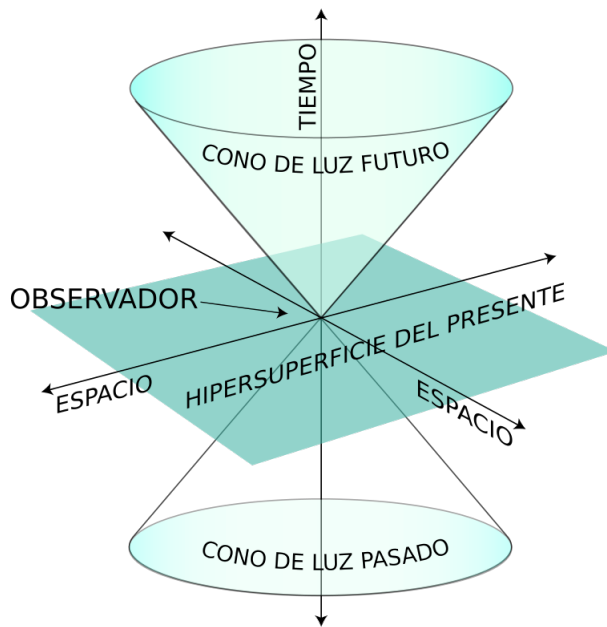 TIEMPO
CONO DE LUZ FUTURO
OBSERVADOR
HIPERSUPERFICIE DEL PRESENTE
ESPACIO
ESPACIO
CONO DE LUZ PASADO